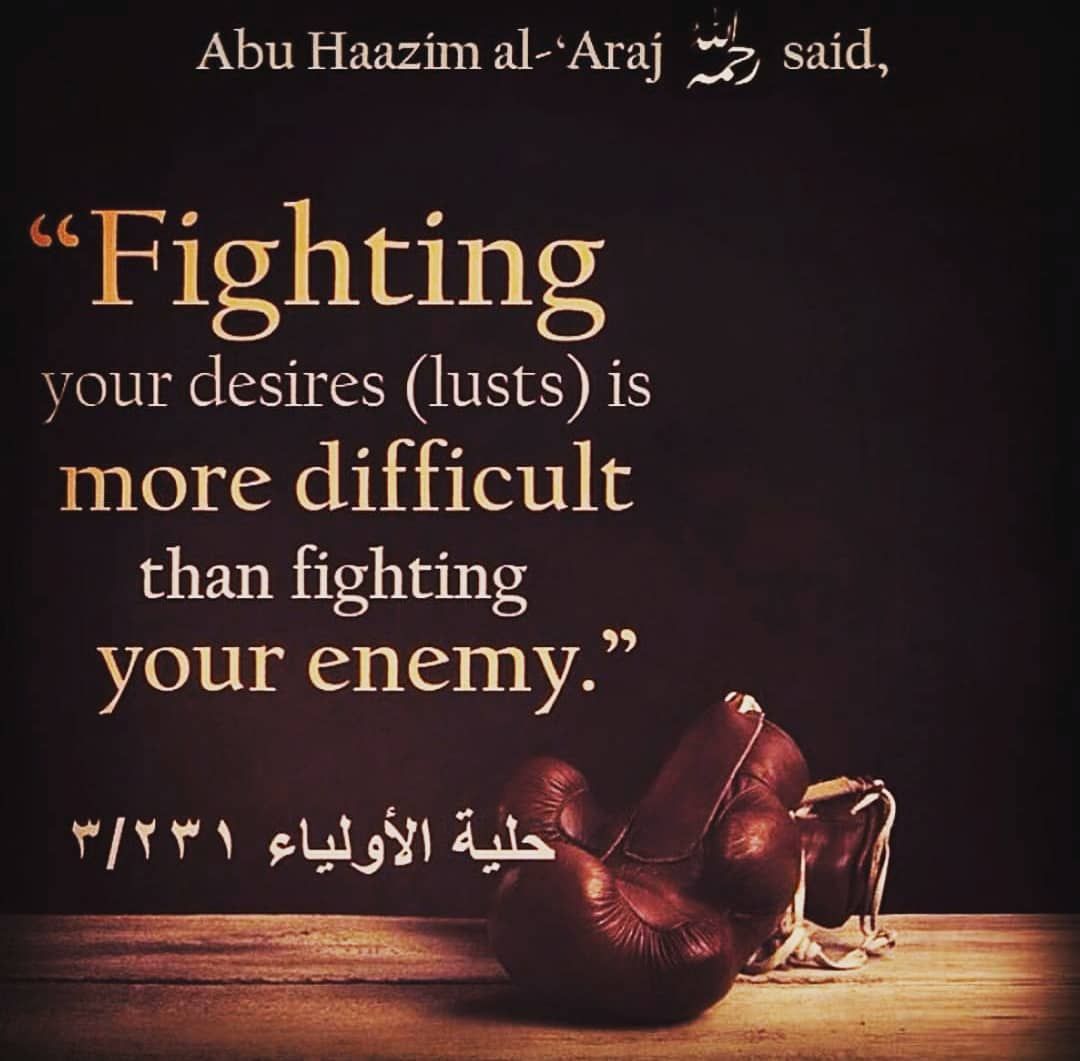 Abu Haazim al-‘Araj رحمه الله said,
“Fighting
your desires (lusts) is
more difficult
than fighting
your enemy.”
حلية الأولياء ٣/٢٣١